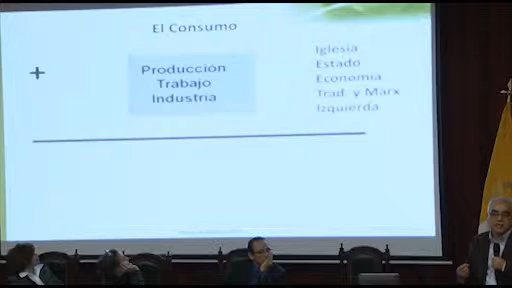 El Consumo
+
Producción
Trabajo
Industria
Iglesia
Estado
Economía
Trad. y Marx
Izquierda